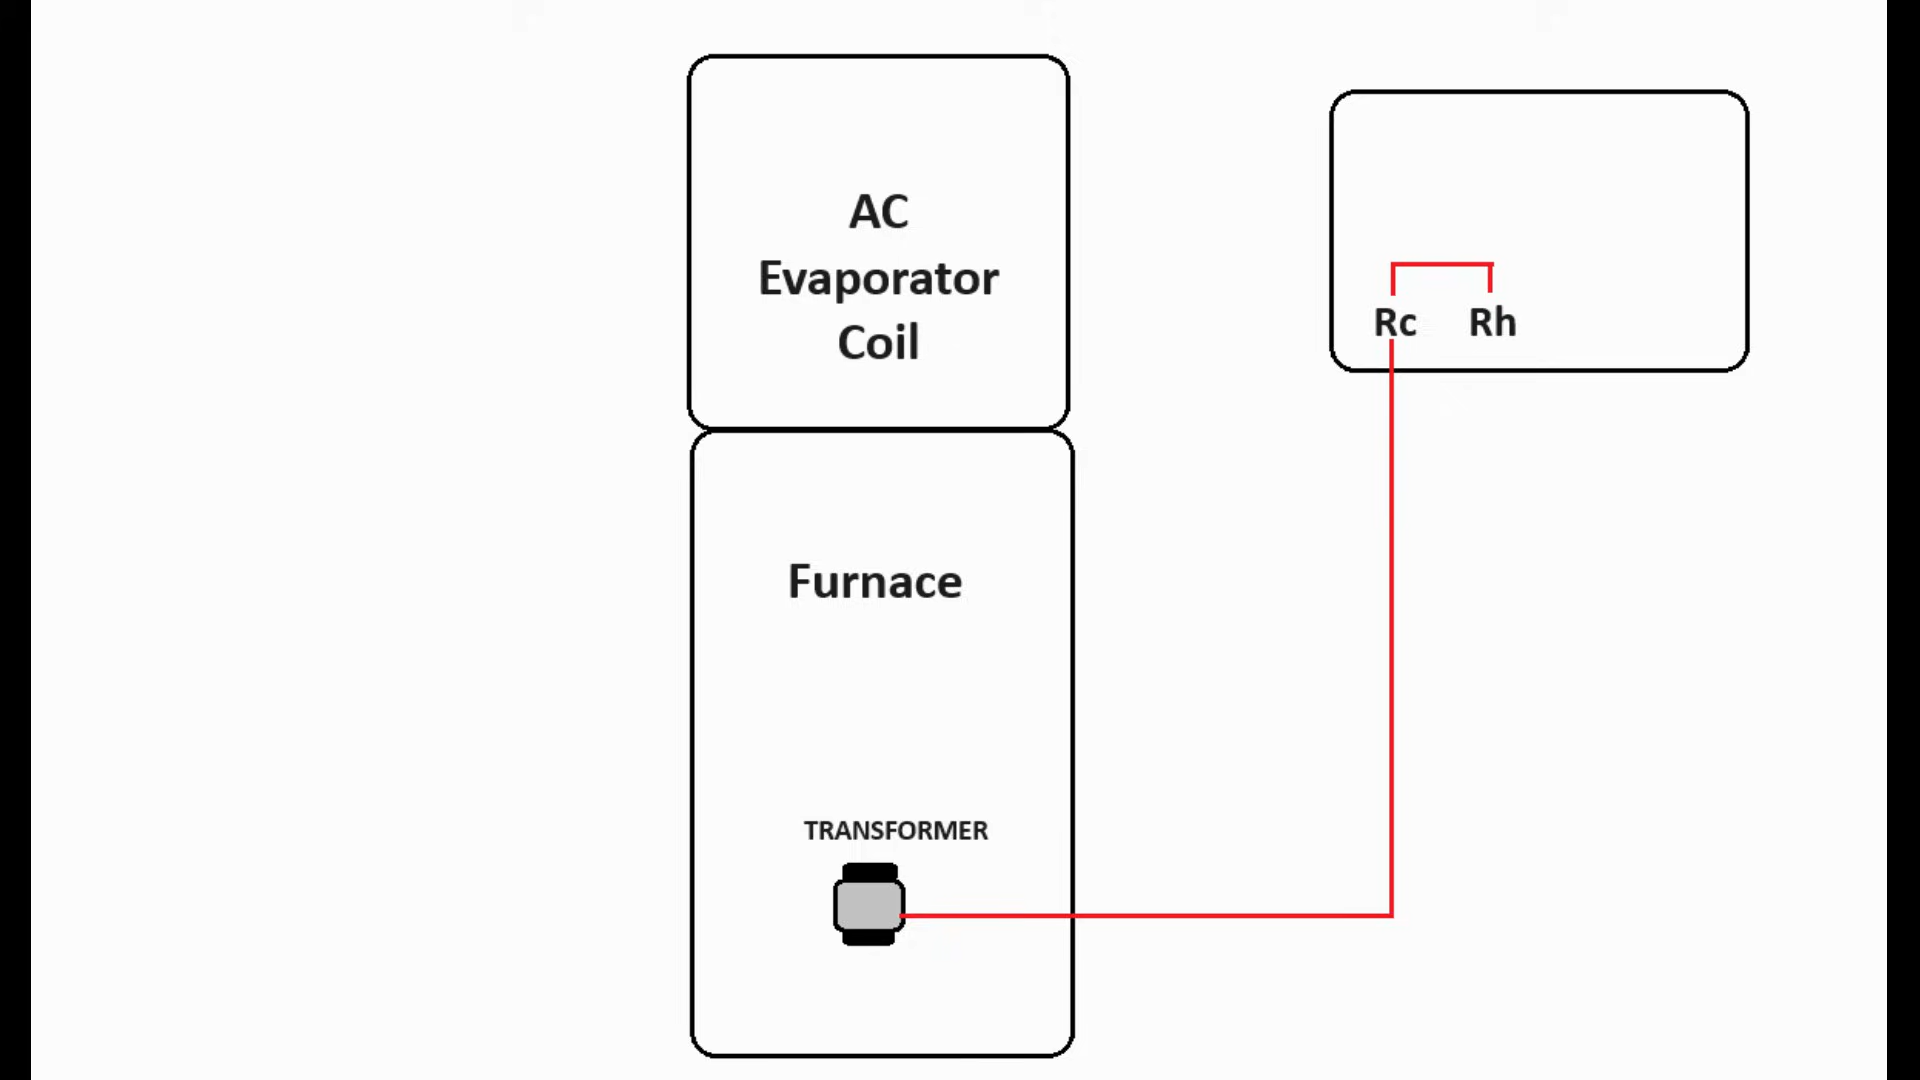 AC
Evaporator
Coil
Rc Rh
Furnace
TRANSFORMER